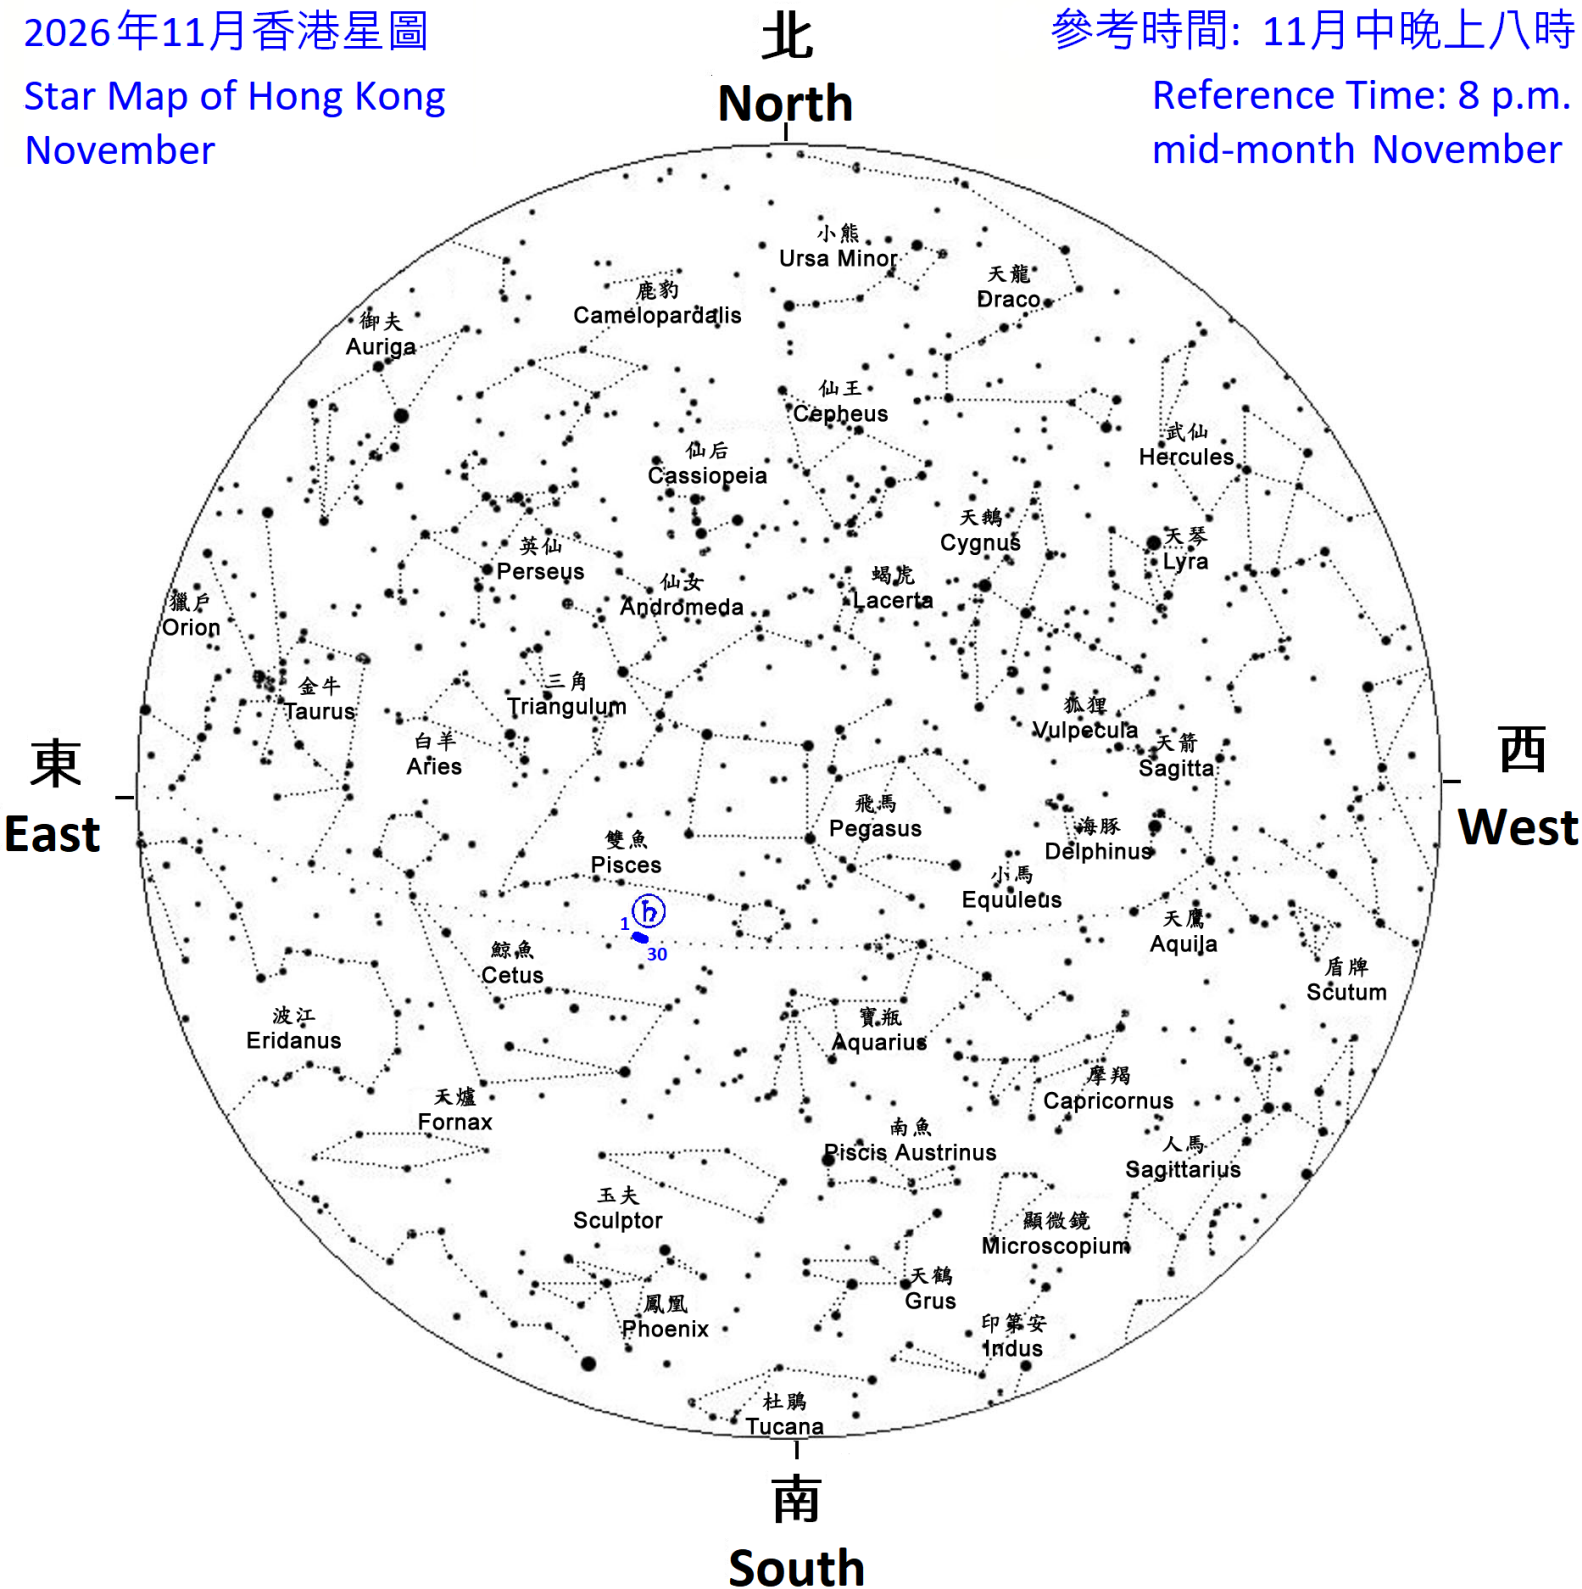 2026年11月香港星圖
Star Map of Hong Kong
November
北
North
參考時間: 11月中晚上八時
Reference Time: 8 p.m.
mid-month November
小熊
Ursa Minor
天龍
Draco
鹿豹
Camelopardalis
御夫
Auriga
仙王
Cepheus
武仙
Hercules
仙后
Cassiopeia
天鵝
Cygnus
天琴
Lyra
英仙
Perseus
仙女
Andromeda
蝎虎
Lacerta
獵戶
Orion
金牛
Taurus
三角
Triangulum
狐狸
Vulpecula
白羊
Aries
天箭
Sagitta
東
East
西
West
飛馬
Pegasus
海豚
Delphinus
雙魚
Pisces
小馬
Equuleus
♄
1
30
天鷹
Aquila
鯨魚
Cetus
盾牌
Scutum
波江
Eridanus
寶瓶
Aquarius
天爐
Fornax
摩羯
Capricornus
南魚
Piscis Austrinus
人馬
Sagittarius
玉夫
Sculptor
顯微鏡
Microscopium
天鶴
Grus
鳳凰
Phoenix
印第安
Indus
杜鵑
Tucana
南
South